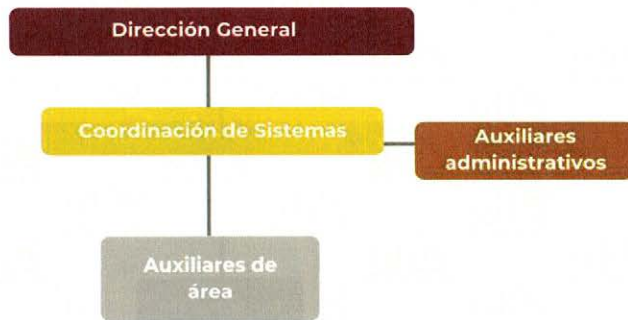 Dirección General
Coordinación de Sistemas
Auxiliares
administrativos
Auxiliares de
área